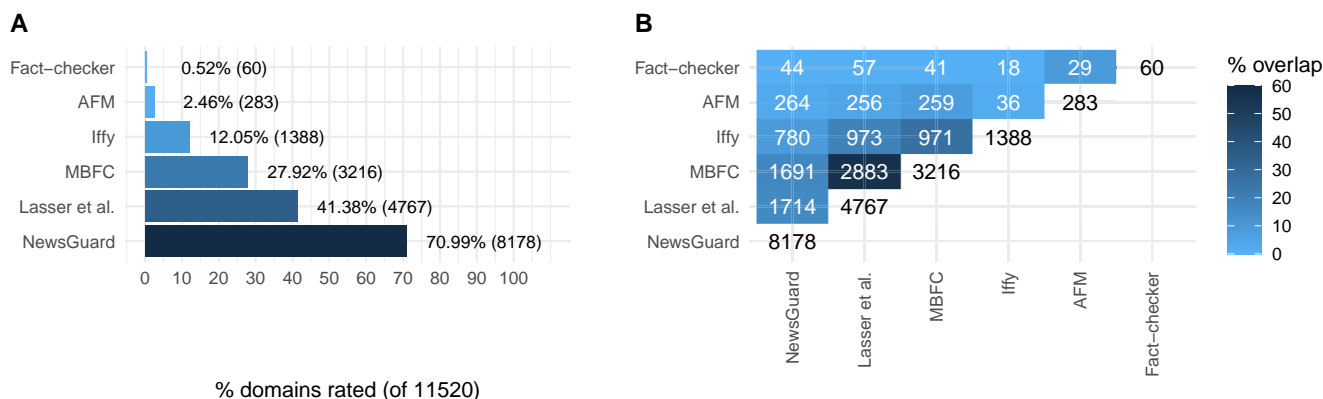 A
Fact−checker 0.52% (60)
AFM 2.46% (283)
Iffy 12.05% (1388)
MBFC 27.92% (3216)
Lasser et al. 41.38% (4767)
NewsGuard 70.99% (8178)
0 10 20 30 40 50 60 70 80 90 100
% domains rated (of 11520)
B
Fact−checker 44 57 41 18 29 60
AFM 264 256 259 36 283
Iffy 780 973 971 1388
MBFC 1691 2883 3216
Lasser et al. 1714 4767
NewsGuard 8178
NewsGuard
Lasser et al.
MBFC
Iffy
AFM
Fact−checker
% overlap
60
50
40
30
20
10
0